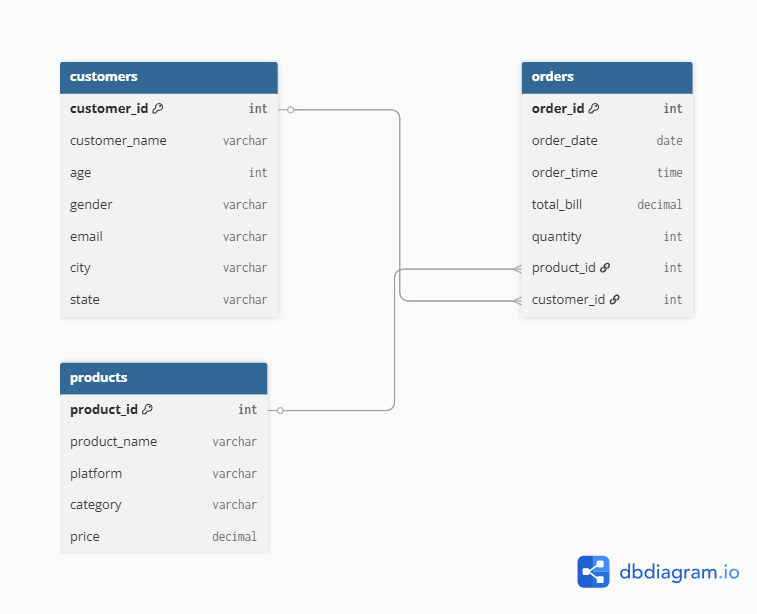 customers
customer_id int
customer_name varchar
age int
gender varchar
email varchar
city varchar
state varchar
orders
order_id int
order_date date
order_time time
total_bill decimal
quantity int
product_id int
customer_id int
products
product_id int
product_name varchar
platform varchar
category varchar
price decimal
dbdiagram.io